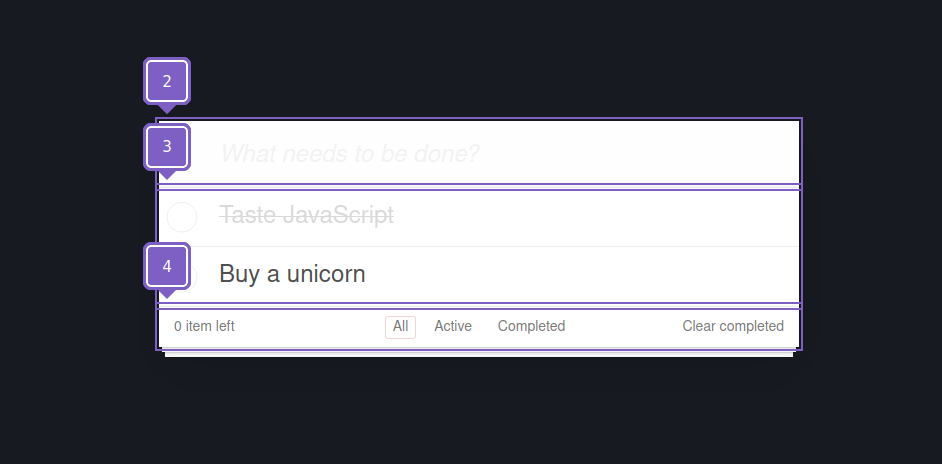 2
3
What needs to be done?
Taste JavaScript
4
Buy a unicorn
0 item left All Active Completed Clear completed